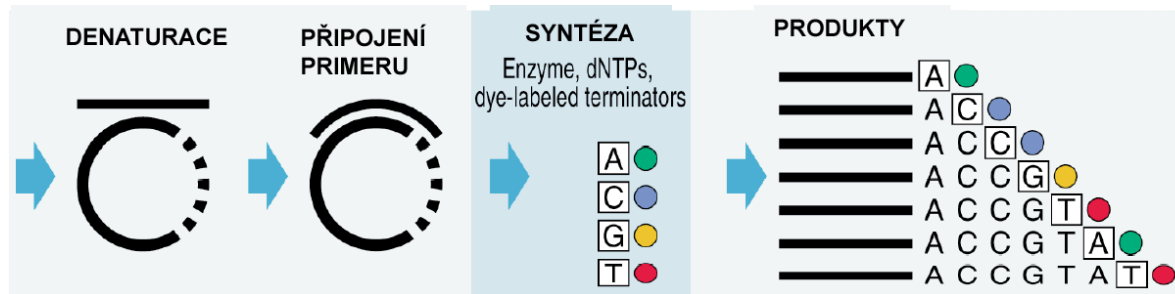 DENATURACE
PŘIPOJENÍ
PRIMERU
SYNTÉZA
Enzyme, dNTPs,
dye-labeled terminators
A
C
G
T
PRODUKTY
A
A C
A C C
A C C G
A C C G T
A C C G T A
A C C G T A T